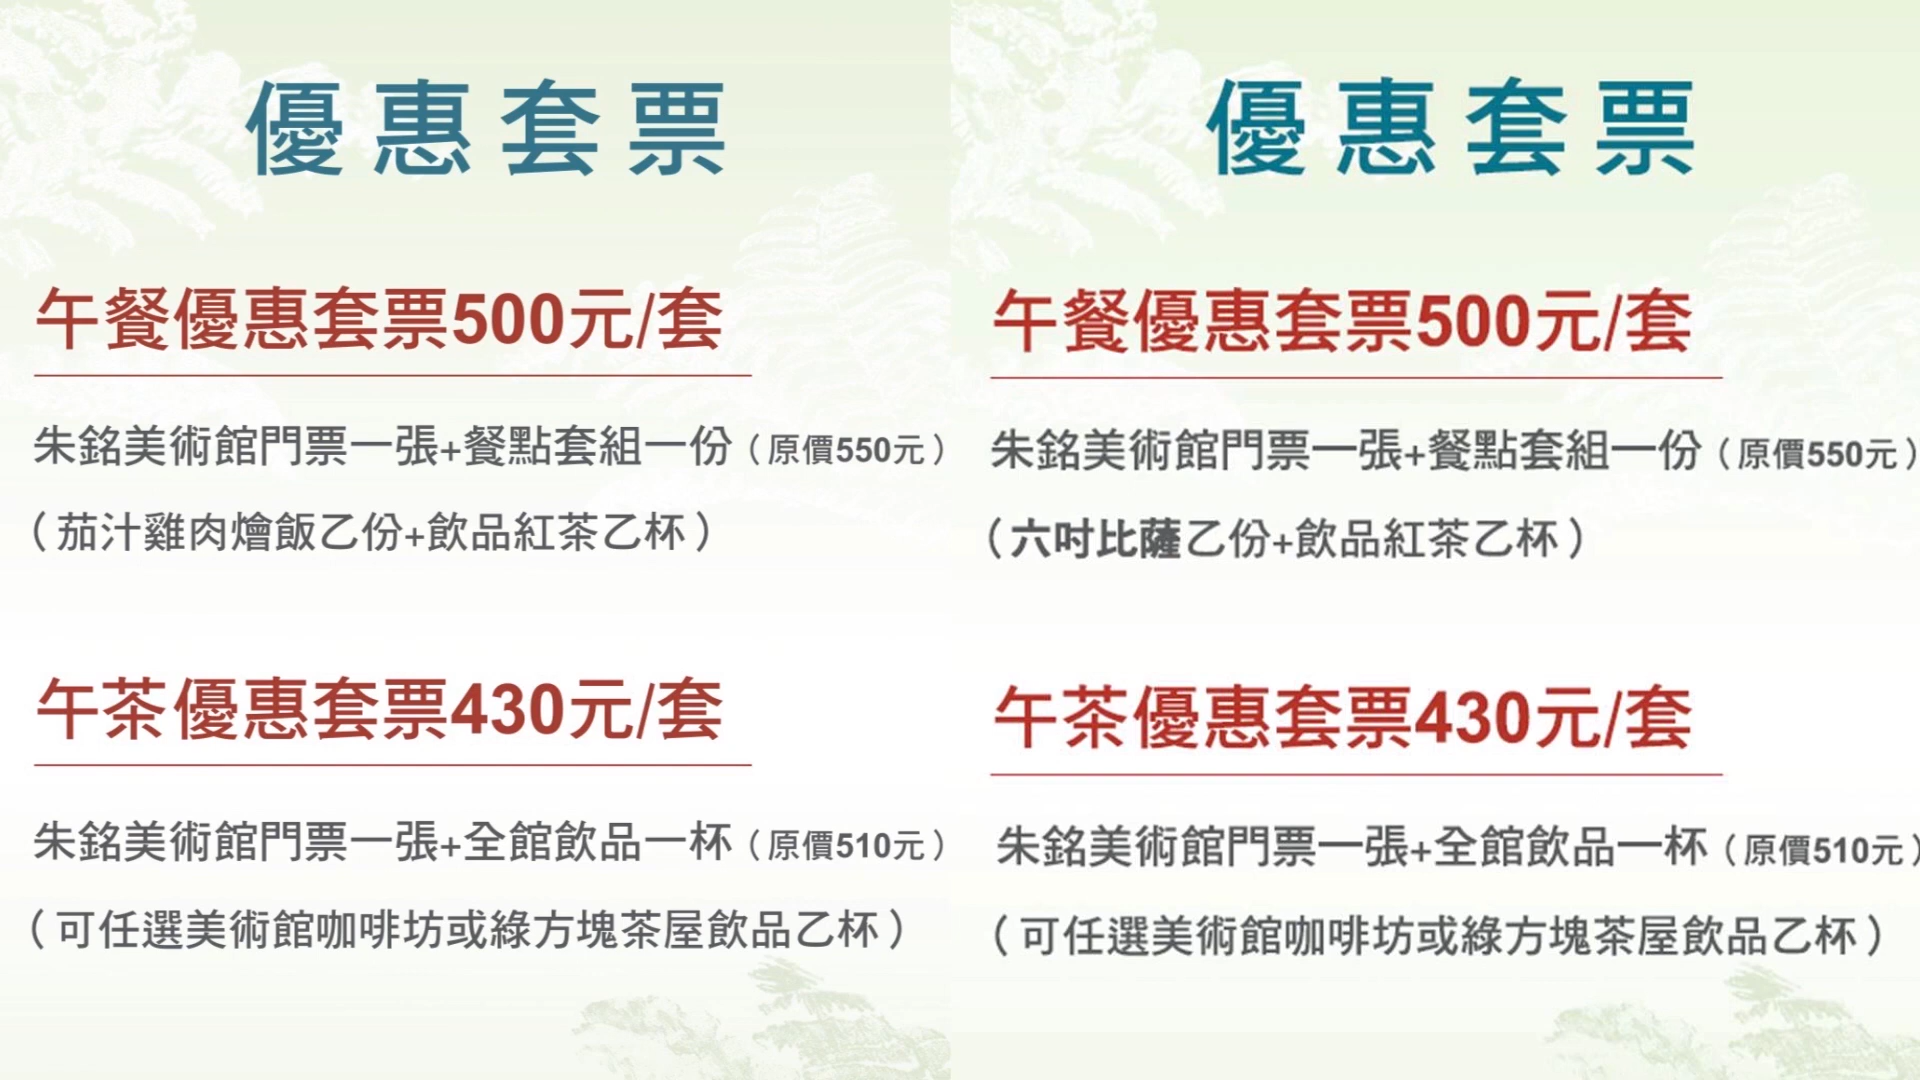 優惠套票
午餐優惠套票500元/套
朱銘美術館門票一張+餐點套組一份（原價550元）
（茄汁雞肉燴飯乙份+飲品紅茶乙杯）
午茶優惠套票430元/套
朱銘美術館門票一張+全館飲品一杯（原價510元）
（可任選美術館咖啡坊或綠方塊茶屋飲品乙杯）
優惠套票
午餐優惠套票500元/套
朱銘美術館門票一張+餐點套組一份（原價550元）
（六吋比薩乙份+飲品紅茶乙杯）
午茶優惠套票430元/套
朱銘美術館門票一張+全館飲品一杯（原價510元）
（可任選美術館咖啡坊或綠方塊茶屋飲品乙杯）